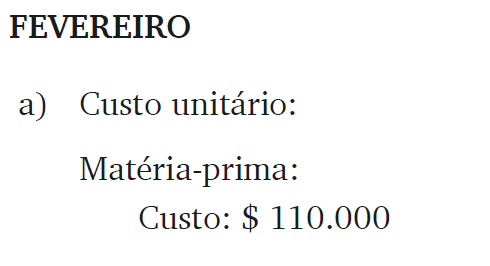 FEVEREIRO
a) Custo unitário:
Matéria-prima:
Custo: $ 110.000